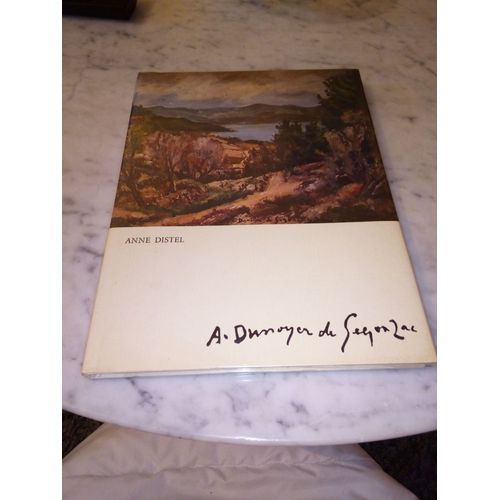 ANNE DISTEL
A. Dunoyer de Segonzac